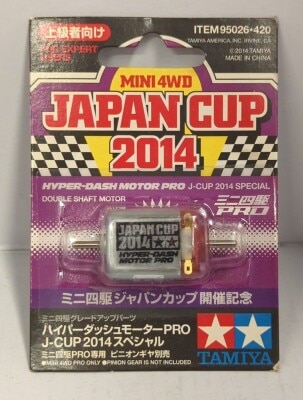 上級者向け
FOR EXPERT
USERS
ITEM 95026•420
TAMIYA AMERICA, INC. IRVINE, CA.
©2014 TAMIYA
MADE IN CHINA
MINI 4WD
JAPAN CUP
2014
HYPER-DASH MOTOR PRO J-CUP 2014 SPECIAL
DOUBLE SHAFT MOTOR
ミニ四駆
PRO
JAPAN CUP
2014
HYPER-DASH
MOTOR PRO
ミニ四駆ジャパンカップ開催記念
ミニ四駆グレードアップパーツ
ハイパーダッシュモーターPRO
J-CUP 2014スペシャル
ミニ四駆PRO専用 ピニオンギヤ別売
●MINI 4WD PRO ONLY ●PINION GEAR IS NOT INCLUDED
TAMIYA